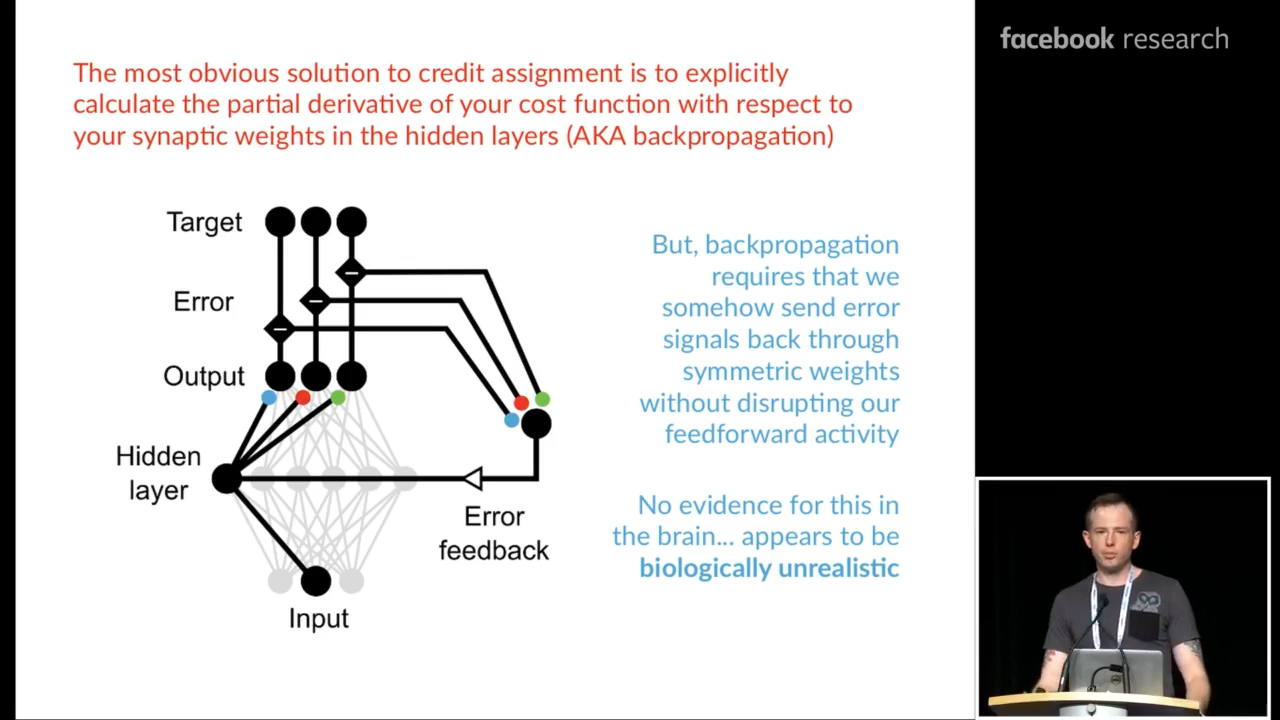 facebook research
The most obvious solution to credit assignment is to explicitly
calculate the partial derivative of your cost function with respect to
your synaptic weights in the hidden layers (AKA backpropagation)
Target
Error
Output
Hidden
layer
Error
feedback
Input
But, backpropagation
requires that we
somehow send error
signals back through
symmetric weights
without disrupting our
feedforward activity
No evidence for this in
the brain... appears to be
biologically unrealistic